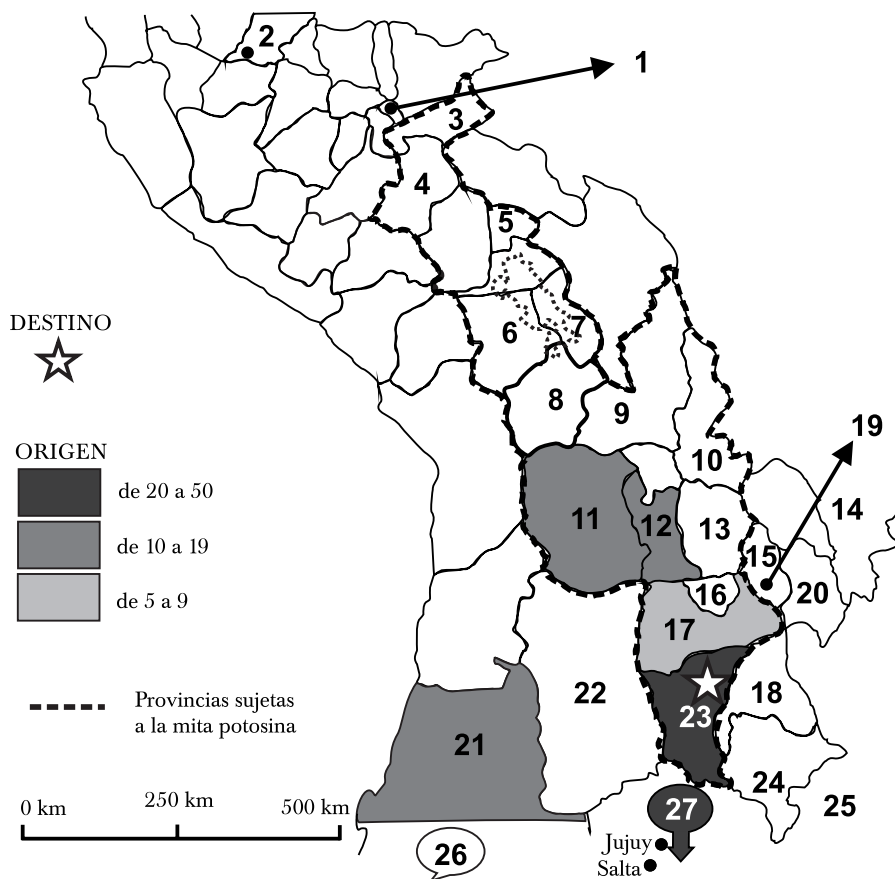 2
1
3
4
5
DESTINO
6
7
8
9
19
ORIGEN
10
de 20 a 50
11
12
13
14
de 10 a 19
15
16
20
de 5 a 9
17
22
18
Provincias sujetas
a la mita potosina
23
21
24
0 km
250 km
500 km
25
27
26
Jujuy
Salta